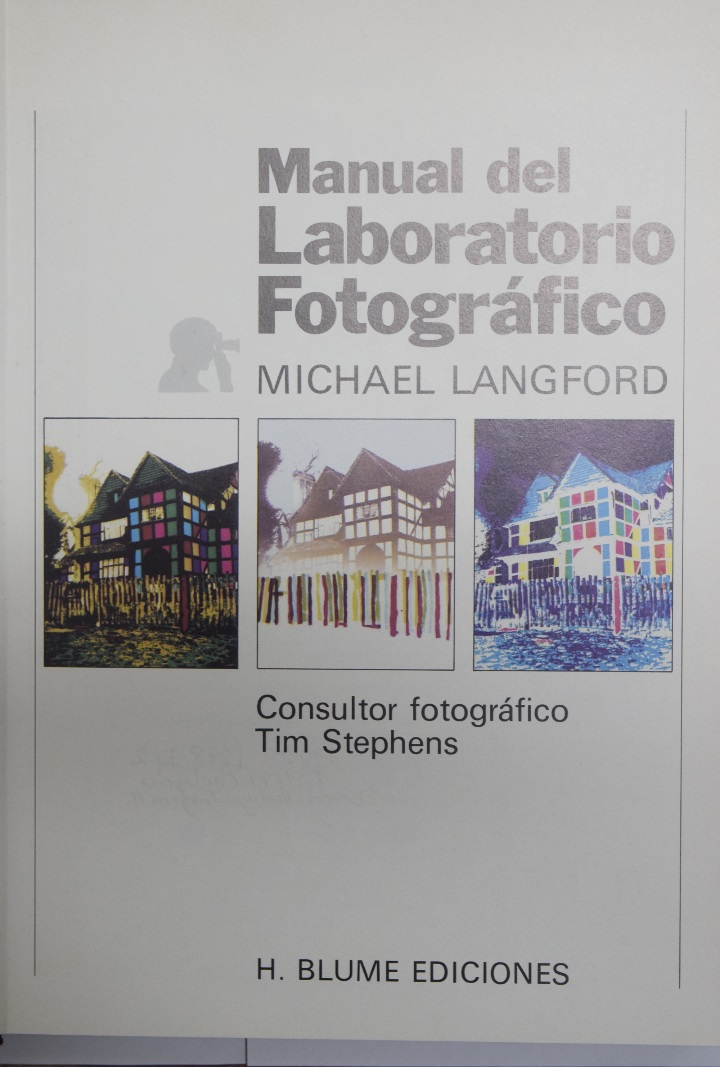 Manual del
Laboratorio
Fotográfico
MICHAEL LANGFORD
Consultor fotográfico
Tim Stephens
H. BLUME EDICIONES